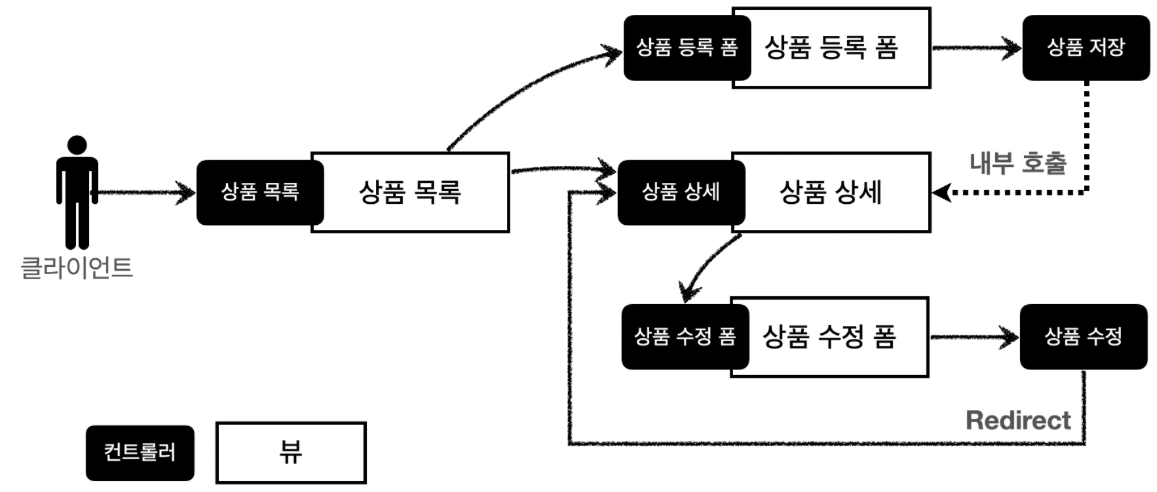 상품 등록 폼
상품 등록 폼
상품 저장
내부 호출
상품 목록
상품 목록
상품 상세
상품 상세
클라이언트
상품 수정 폼
상품 수정 폼
상품 수정
Redirect
컨트롤러
뷰